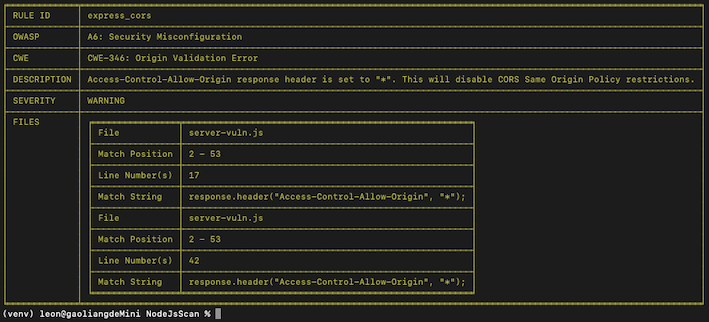 RULE ID express_cors
OWASP A6: Security Misconfiguration
CWE CWE-346: Origin Validation Error
DESCRIPTION Access-Control-Allow-Origin response header is set to "*". This will disable CORS Same Origin Policy restrictions.
SEVERITY WARNING
FILES
File server-vuln.js
Match Position 2 - 53
Line Number(s) 17
Match String response.header("Access-Control-Allow-Origin", "*");
File server-vuln.js
Match Position 2 - 53
Line Number(s) 42
Match String response.header("Access-Control-Allow-Origin", "*");
(venv) leon@gaoliangdeMini NodeJsScan %